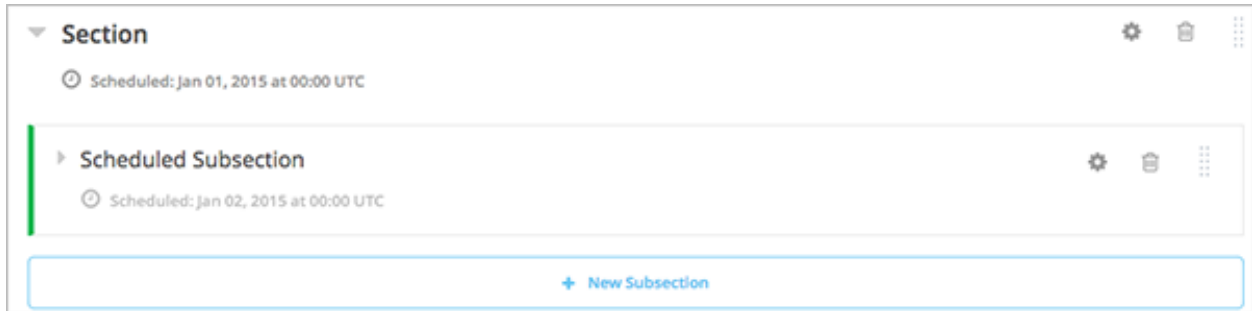 Section
Scheduled: Jan 01, 2015 at 00:00 UTC
Scheduled Subsection
Scheduled: Jan 02, 2015 at 00:00 UTC
+ New Subsection